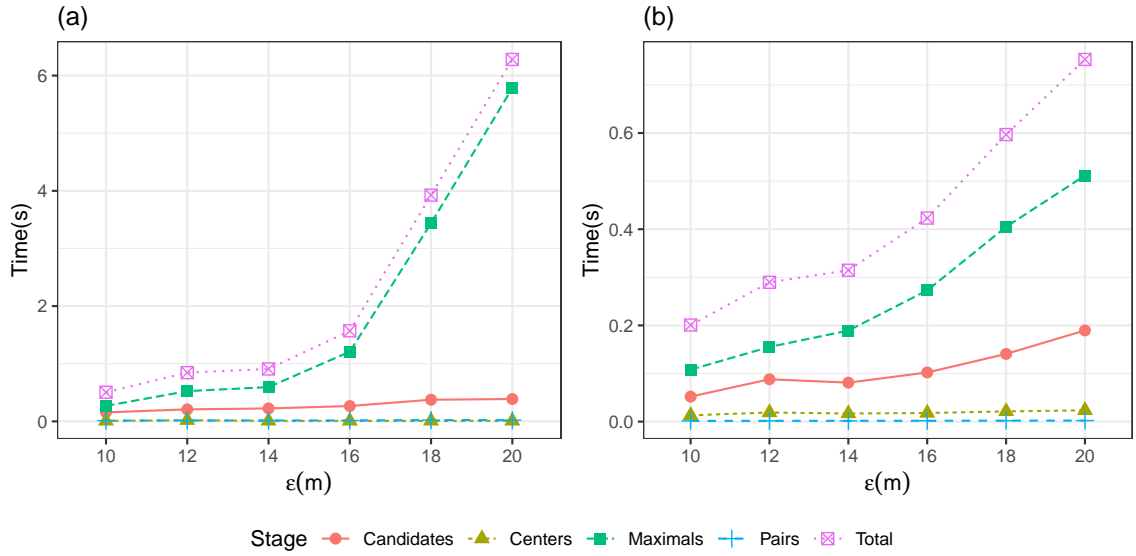 (a)
(b)
Time(s)
6
4
2
0
10 12 14 16 18 20
ε(m)
Time(s)
0.6
0.4
0.2
0.0
10 12 14 16 18 20
ε(m)
Stage Candidates Centers Maximals Pairs Total